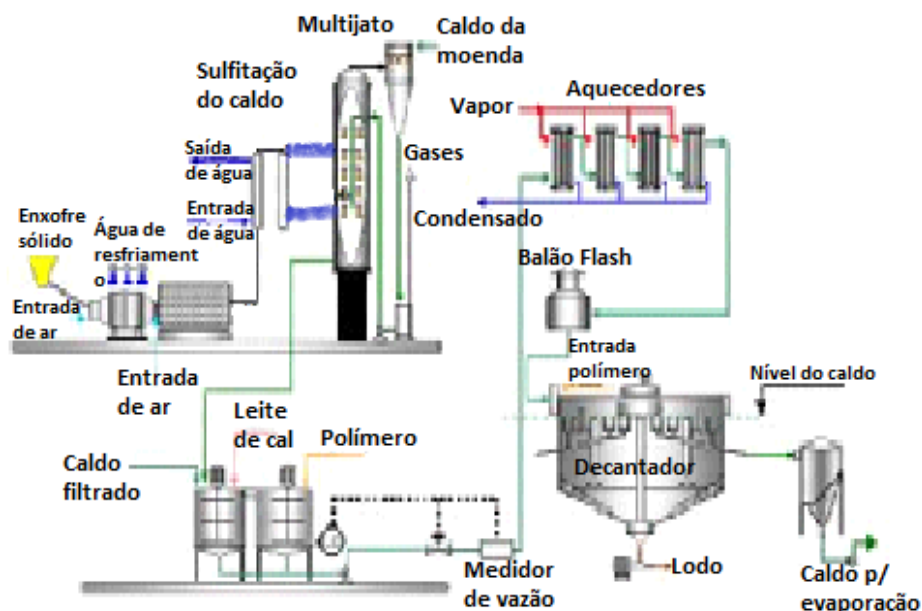 Multijato
Caldo da
moenda
Sulfitação
do caldo
Vapor
Aquecedores
Saída
de água
Gases
Entrada
de água
Condensado
Enxofre
sólido
Água de
resfriament
o
Balão Flash
Entrada
de ar
Entrada
polímero
Nível do caldo
Entrada
de ar
Leite
de cal
Polímero
Caldo
filtrado
Decantador
Medidor
de vazão
Lodo
Caldo p/
evaporação